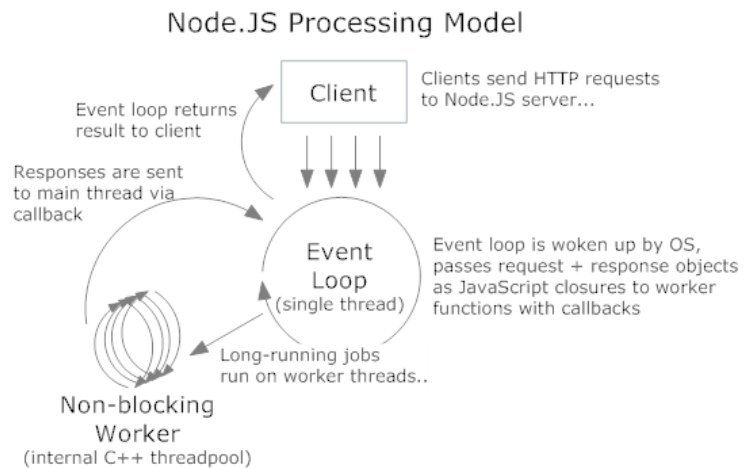 Node.JS Processing Model
Client
Clients send HTTP requests
to Node.JS server...
Event loop returns
result to client
Responses are sent
to main thread via
callback
Event
Loop
(single thread)
Event loop is woken up by OS,
passes request + response objects
as JavaScript closures to worker
functions with callbacks
Long-running jobs
run on worker threads..
Non-blocking
Worker
(internal C++ threadpool)